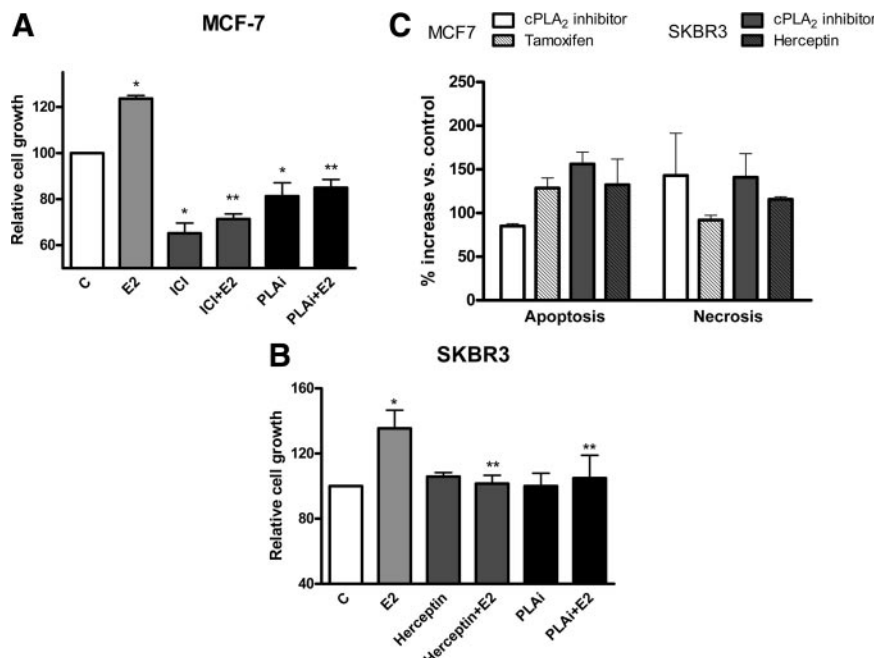 A
MCF-7
Relative cell growth
120
100
80
60
*
*
**
*
**
C
E2
ICI
ICI+E2
PLAi
PLAi+E2
C
MCF7
cPLA2 inhibitor
Tamoxifen
SKBR3
cPLA2 inhibitor
Herceptin
% increase vs. control
250
200
150
100
50
0
Apoptosis
Necrosis
B
SKBR3
Relative cell growth
160
120
80
40
*
**
**
C
E2
Herceptin
Herceptin+E2
PLAi
PLAi+E2